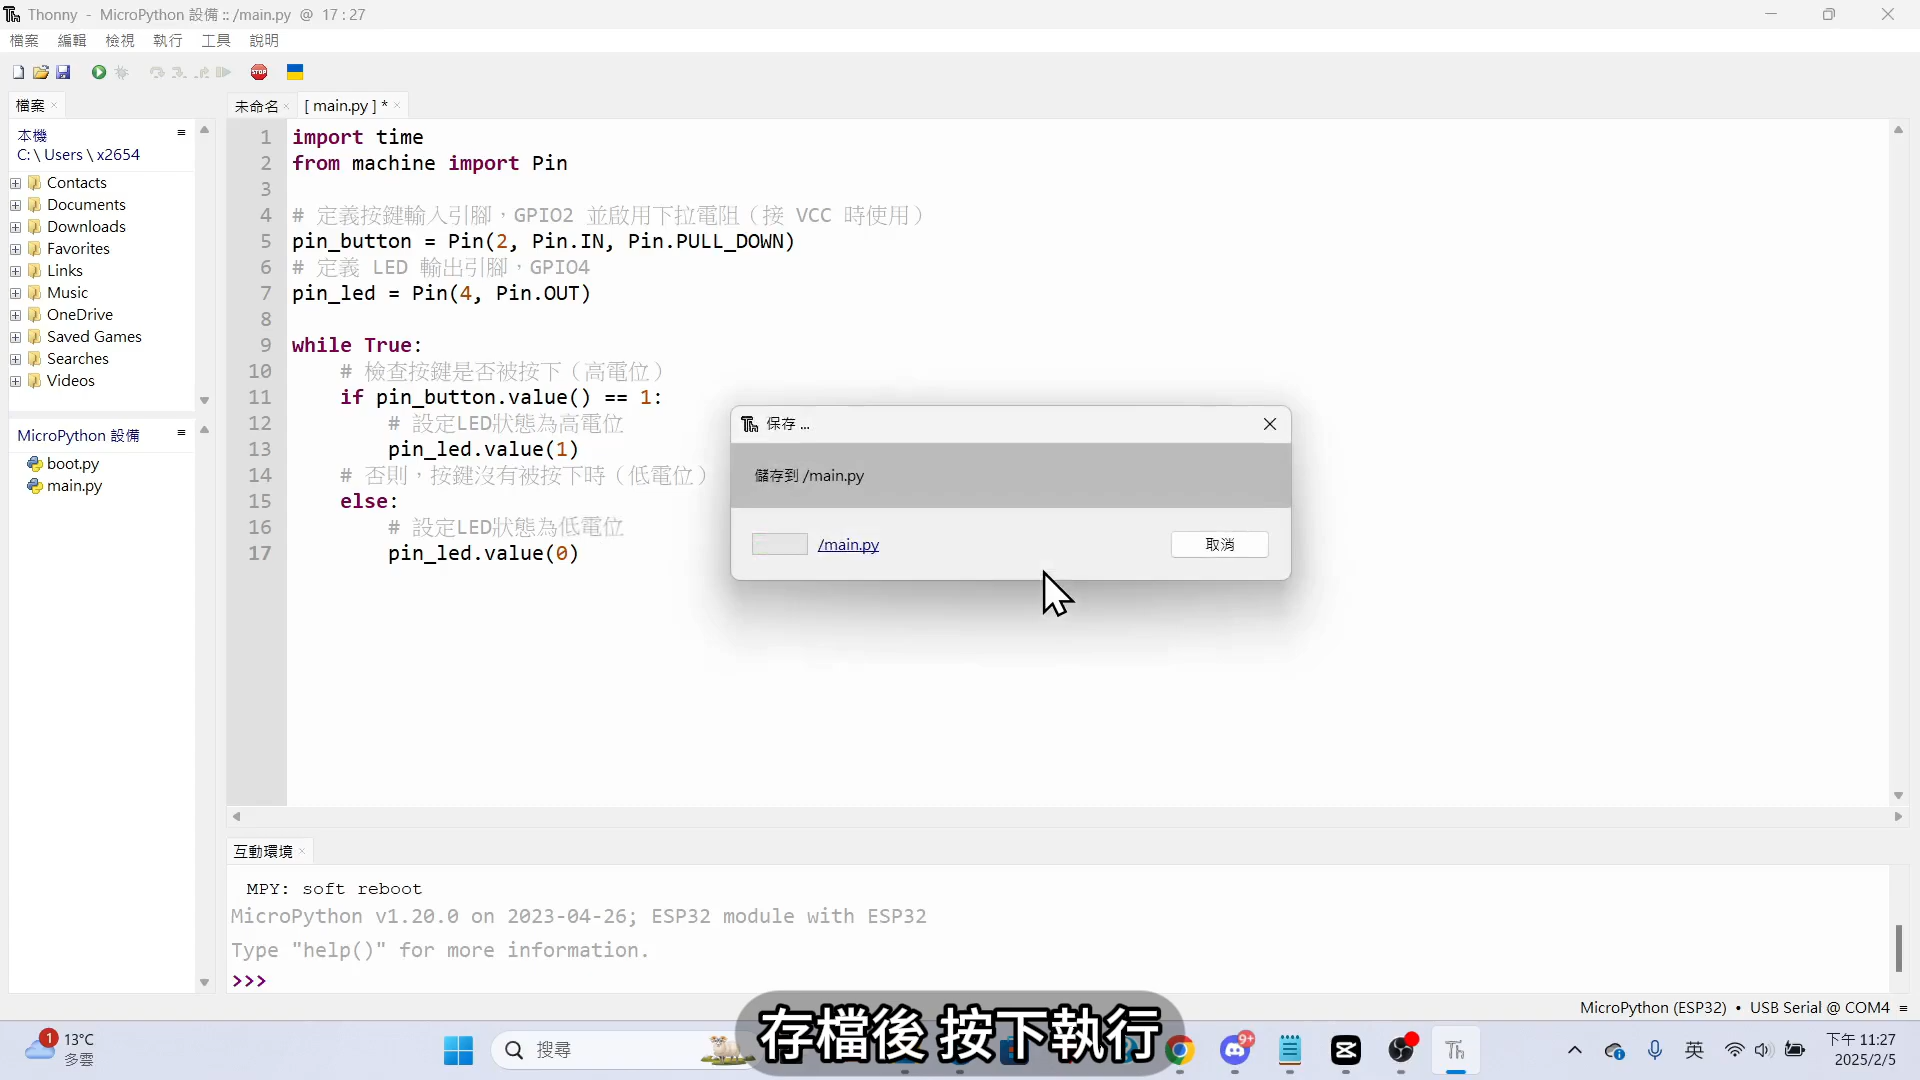 Thonny - MicroPython 設備 :: /main.py @ 17 : 27
檔案 編輯 檢視 執行 工具 說明
STOP
檔案
本機
C: \ Users \ x2654
Contacts
Documents
Downloads
Favorites
Links
Music
OneDrive
Saved Games
Searches
Videos
MicroPython 設備
boot.py
main.py
未命名 [ main.py ] *
1 import time
2 from machine import Pin
3
4 # 定義按鍵輸入引腳，GPIO2 並啟用下拉電阻（接 VCC 時使用）
5 pin_button = Pin(2, Pin.IN, Pin.PULL_DOWN)
6 # 定義 LED 輸出引腳，GPIO4
7 pin_led = Pin(4, Pin.OUT)
8
9 while True:
10 # 檢查按鍵是否被按下（高電位）
11 if pin_button.value() == 1:
12 # 設定LED狀態為高電位
13 pin_led.value(1)
14 # 否則，按鍵沒有被按下時（低電位）
15 else:
16 # 設定LED狀態為低電位
17 pin_led.value(0)
保存 ...
儲存到 /main.py
/main.py
取消
互動環境
MPY: soft reboot
MicroPython v1.20.0 on 2023-04-26; ESP32 module with ESP32
Type "help()" for more information.
>>>
MicroPython (ESP32) • USB Serial @ COM4
存檔後 按下執行
1
13°C
多雲
搜尋
9+
英
下午 11:27
2025/2/5